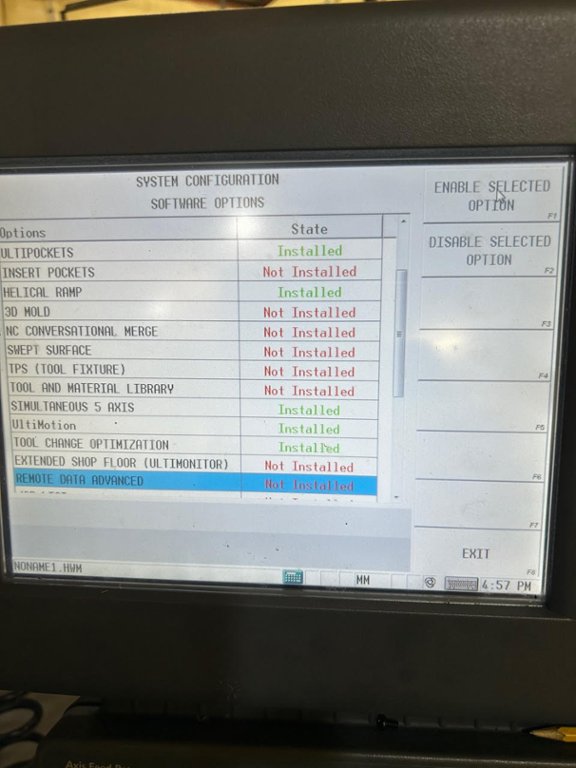 SYSTEM CONFIGURATION
SOFTWARE OPTIONS
Options State
ULTIPOCKETS Installed
INSERT POCKETS Not Installed
HELICAL RAMP Installed
3D MOLD Not Installed
NC CONVERSATIONAL MERGE Not Installed
SWEPT SURFACE Not Installed
TPS (TOOL FIXTURE) Not Installed
TOOL AND MATERIAL LIBRARY Not Installed
SIMULTANEOUS 5 AXIS Installed
UltiMotion Installed
TOOL CHANGE OPTIMIZATION Installed
EXTENDED SHOP FLOOR (ULTIMONITOR) Not Installed
REMOTE DATA ADVANCED Not Installed
ENABLE SELECTED
OPTION
F1
DISABLE SELECTED
OPTION
F2
F3
F4
F5
F6
F7
EXIT
F8
NONAME1.HWM
MM
4:57 PM
Axis Feed